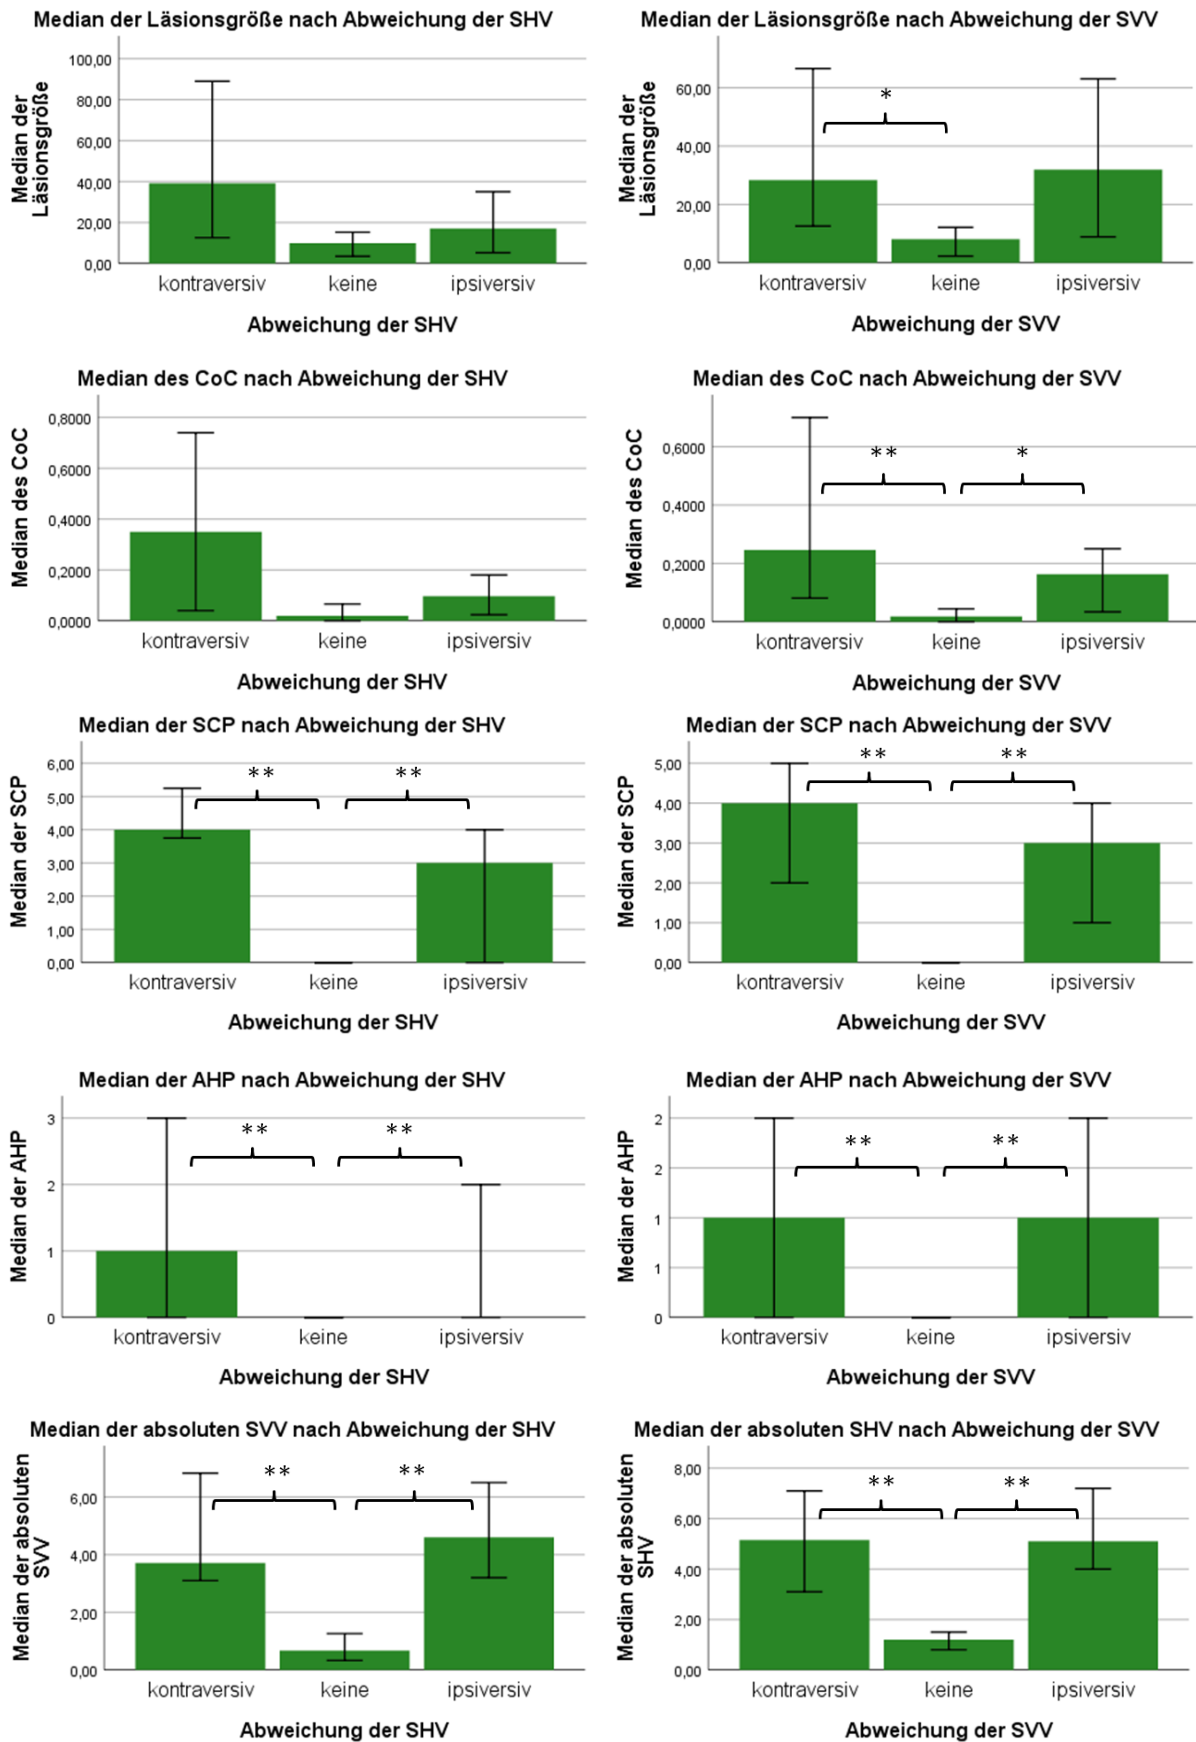 Median der Läsionsgröße nach Abweichung der SHV
Median der
Läsionsgröße
100,00
80,00
60,00
40,00
20,00
0,00
kontraversiv keine ipsiversiv
Abweichung der SHV
Median der Läsionsgröße nach Abweichung der SVV
Median der
Läsionsgröße
60,00
40,00
20,00
0,00
*
kontraversiv keine ipsiversiv
Abweichung der SVV
Median des CoC nach Abweichung der SHV
Median des CoC
0,8000
0,6000
0,4000
0,2000
0,0000
kontraversiv keine ipsiversiv
Abweichung der SHV
Median des CoC nach Abweichung der SVV
Median des CoC
0,6000
0,4000
0,2000
0,0000
** *
kontraversiv keine ipsiversiv
Abweichung der SVV
Median der SCP nach Abweichung der SHV
Median der SCP
6,00
5,00
4,00
3,00
2,00
1,00
0,00
** **
kontraversiv keine ipsiversiv
Abweichung der SHV
Median der SCP nach Abweichung der SVV
Median der SCP
5,00
4,00
3,00
2,00
1,00
0,00
** **
kontraversiv keine ipsiversiv
Abweichung der SVV
Median der AHP nach Abweichung der SHV
Median der AHP
3
2
1
0
** **
kontraversiv keine ipsiversiv
Abweichung der SHV
Median der AHP nach Abweichung der SVV
Median der AHP
2
2
1
1
0
** **
kontraversiv keine ipsiversiv
Abweichung der SVV
Median der absoluten SVV nach Abweichung der SHV
Median der absoluten
SVV
6,00
4,00
2,00
0,00
** **
kontraversiv keine ipsiversiv
Abweichung der SHV
Median der absoluten SHV nach Abweichung der SVV
Median der absoluten
SHV
8,00
6,00
4,00
2,00
0,00
** **
kontraversiv keine ipsiversiv
Abweichung der SVV